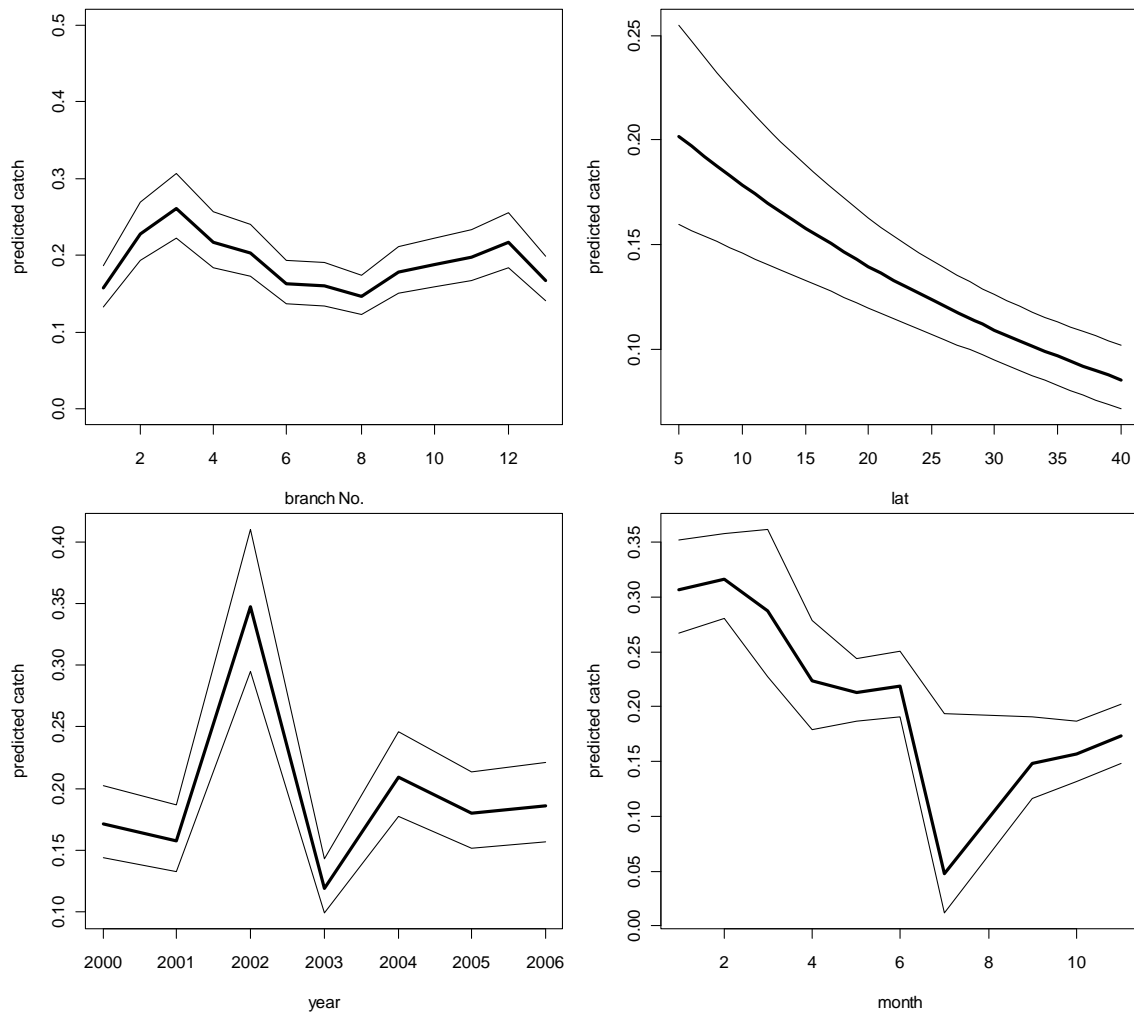 predicted catch
0.0 0.1 0.2 0.3 0.4 0.5
2 4 6 8 10 12
branch No.
predicted catch
0.10 0.15 0.20 0.25
5 10 15 20 25 30 35 40
lat
predicted catch
0.10 0.15 0.20 0.25 0.30 0.35 0.40
2000 2001 2002 2003 2004 2005 2006
year
predicted catch
0.00 0.05 0.10 0.15 0.20 0.25 0.30 0.35
2 4 6 8 10
month